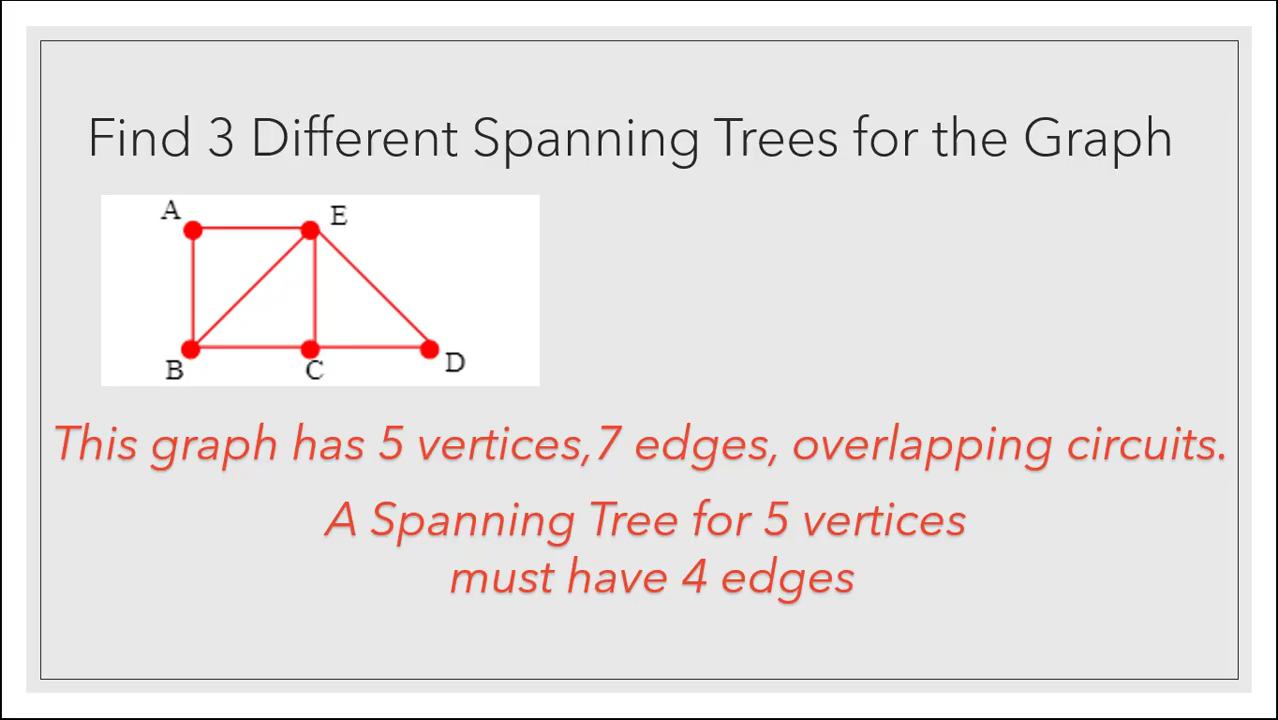 Find 3 Different Spanning Trees for the Graph
A
E
B
C
D
This graph has 5 vertices,7 edges, overlapping circuits.
A Spanning Tree for 5 vertices
must have 4 edges